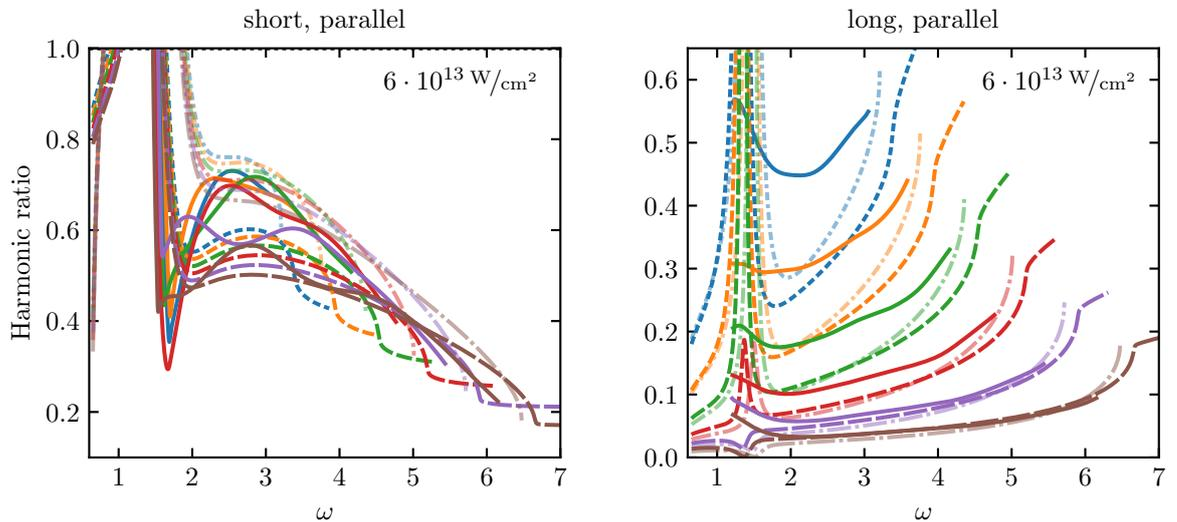 short, parallel
long, parallel
6 · 10¹³ W/cm²
6 · 10¹³ W/cm²
Harmonic ratio
1.0
0.8
0.6
0.4
0.2
1 2 3 4 5 6 7
ω
0.6
0.5
0.4
0.3
0.2
0.1
0.0
1 2 3 4 5 6 7
ω